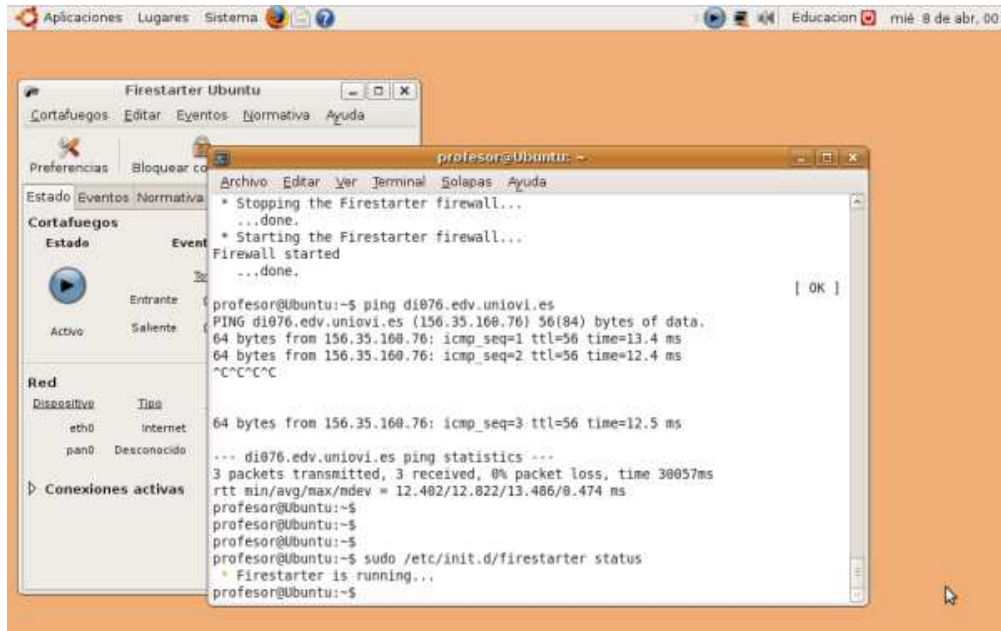 Aplicaciones Lugares Sistema
Educacion mié 8 de abr, 00
Firestarter Ubuntu
Cortafuegos Editar Eventos Normativa Ayuda
Preferencias Bloquear co
Estado Eventos Normativa
Cortafuegos
Estado Event
Entrante
Activo Saliente
Red
Dispositivo Tipo
eth0 Internet
pan0 Desconocido
Conexiones activas
profesor@Ubuntu: ~
Archivo Editar Ver Terminal Solapas Ayuda
* Stopping the Firestarter firewall...
...done.
* Starting the Firestarter firewall...
Firewall started
...done.
[ OK ]
profesor@Ubuntu:~$ ping di076.edv.uniovi.es
PING di076.edv.uniovi.es (156.35.160.76) 56(84) bytes of data.
64 bytes from 156.35.160.76: icmp_seq=1 ttl=56 time=13.4 ms
64 bytes from 156.35.160.76: icmp_seq=2 ttl=56 time=12.4 ms
^C^C^C^C
64 bytes from 156.35.160.76: icmp_seq=3 ttl=56 time=12.5 ms
--- di076.edv.uniovi.es ping statistics ---
3 packets transmitted, 3 received, 0% packet loss, time 30057ms
rtt min/avg/max/mdev = 12.402/12.822/13.486/0.474 ms
profesor@Ubuntu:~$
profesor@Ubuntu:~$
profesor@Ubuntu:~$
profesor@Ubuntu:~$ sudo /etc/init.d/firestarter status
* Firestarter is running...
profesor@Ubuntu:~$